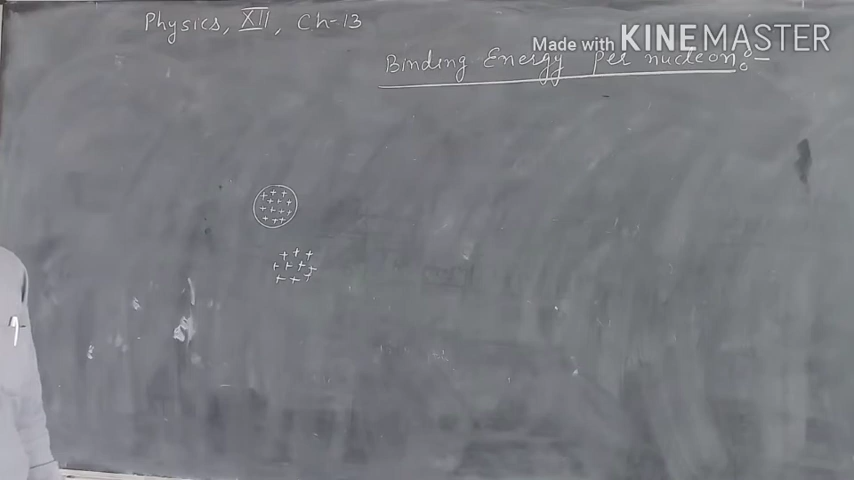 Physics, XII, Ch-13
Made with KINEMASTER
Binding Energy Per nucleon:-
+ + +
+ + + +
+ + + +
+ + +
+ + +
+ + + +
+ + +